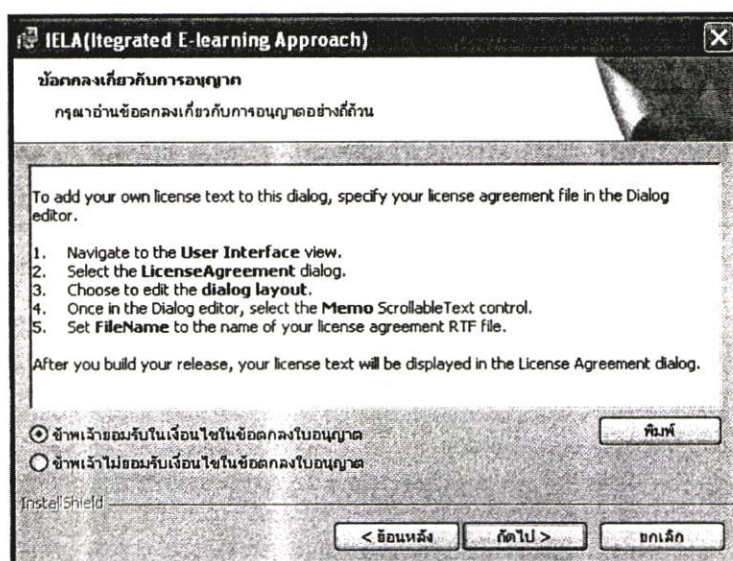 IELA(Itegrated E-learning Approach)
ข้อตกลงเกี่ยวกับการอนุญาต
กรุณาอ่านข้อตกลงเกี่ยวกับการอนุญาตอย่างถี่ถ้วน
To add your own license text to this dialog, specify your license agreement file in the Dialog
editor.
1. Navigate to the User Interface view.
2. Select the LicenseAgreement dialog.
3. Choose to edit the dialog layout.
4. Once in the Dialog editor, select the Memo ScrollableText control.
5. Set FileName to the name of your license agreement RTF file.
After you build your release, your license text will be displayed in the License Agreement dialog.
ข้าพเจ้ายอมรับในเงื่อนไขในข้อตกลงใบอนุญาต
พิมพ์
ข้าพเจ้าไม่ยอมรับเงื่อนไขในข้อตกลงใบอนุญาต
InstallShield
< ย้อนหลัง ถัดไป > ยกเลิก